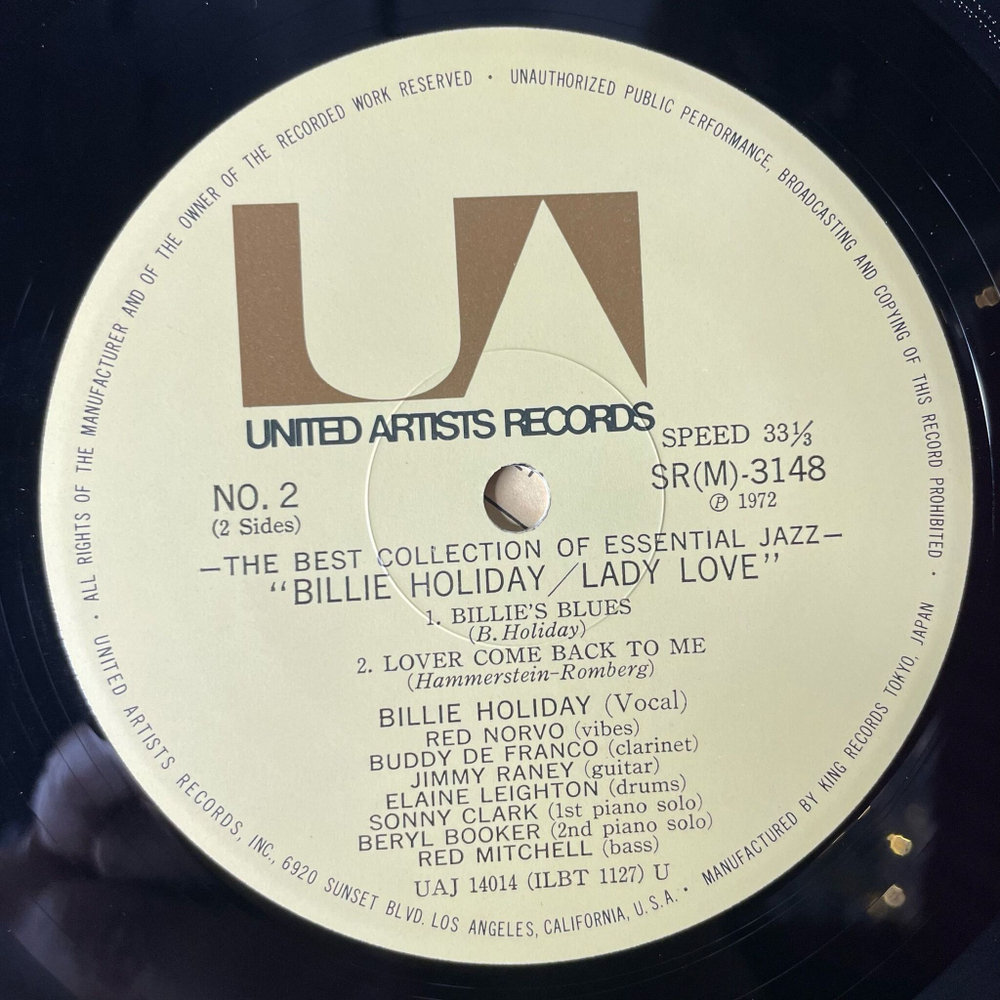 · ALL RIGHTS OF THE MANUFACTURER AND OF THE OWNER OF THE RECORDED WORK RESERVED · UNAUTHORIZED PUBLIC PERFORMANCE, BROADCASTING AND COPYING OF THIS RECORD PROHIBITED ·
UA
UNITED ARTISTS RECORDS
SPEED 33⅓
SR(M)-3148
℗ 1972
NO. 2
(2 Sides)
—THE BEST COLLECTION OF ESSENTIAL JAZZ—
“BILLIE HOLIDAY/LADY LOVE”
1. BILLIE'S BLUES
(B. Holiday)
2. LOVER COME BACK TO ME
(Hammerstein-Romberg)
BILLIE HOLIDAY (Vocal)
RED NORVO (vibes)
BUDDY DE FRANCO (clarinet)
JIMMY RANEY (guitar)
ELAINE LEIGHTON (drums)
SONNY CLARK (1st piano solo)
BERYL BOOKER (2nd piano solo)
RED MITCHELL (bass)
UAJ 14014 (ILBT 1127) U
UNITED ARTISTS RECORDS, INC., 6920 SUNSET BLVD. LOS ANGELES, CALIFORNIA, U.S.A. · MANUFACTURED BY KING RECORDS TOKYO, JAPAN